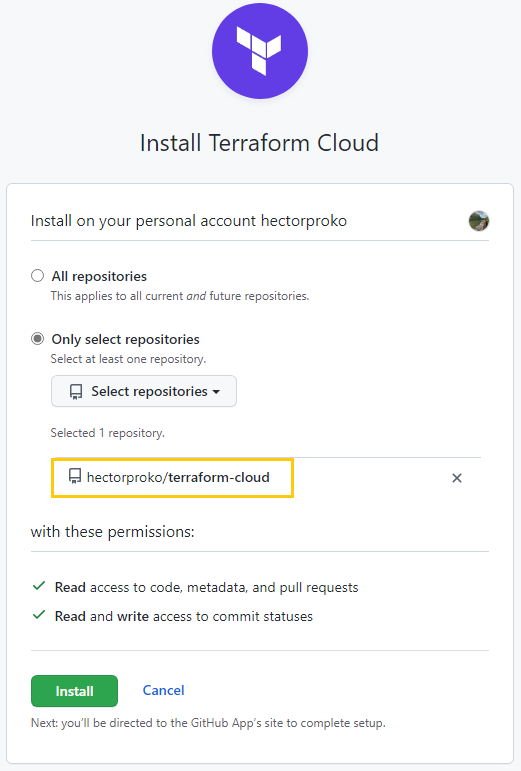 Install Terraform Cloud
Install on your personal account hectorproko
All repositories
This applies to all current and future repositories.
Only select repositories
Select at least one repository.
Select repositories
Selected 1 repository.
hectorproko/terraform-cloud
with these permissions:
Read access to code, metadata, and pull requests
Read and write access to commit statuses
Install Cancel
Next: you'll be directed to the GitHub App's site to complete setup.